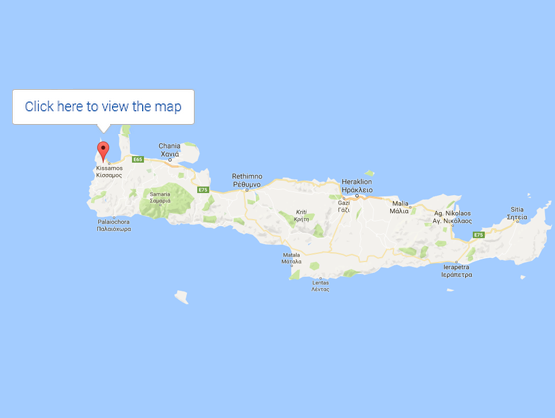 Click here to view the map
Chania
Χανιά
E65
Kissamos
Κίσσαμος
Rethimno
Ρέθυμνο
E75
Heraklion
Ηράκλειο
Samaria
Σαμαριά
Gazi
Γάζι
Malia
Μάλια
Kriti
Κρήτη
Ag. Nikolaos
Αγ. Νικόλαος
Sitia
Σητεία
Palaiochora
Παλαιόχωρα
E75
Matala
Μάταλα
Ierapetra
Ιεράπετρα
Lentas
Λέντας